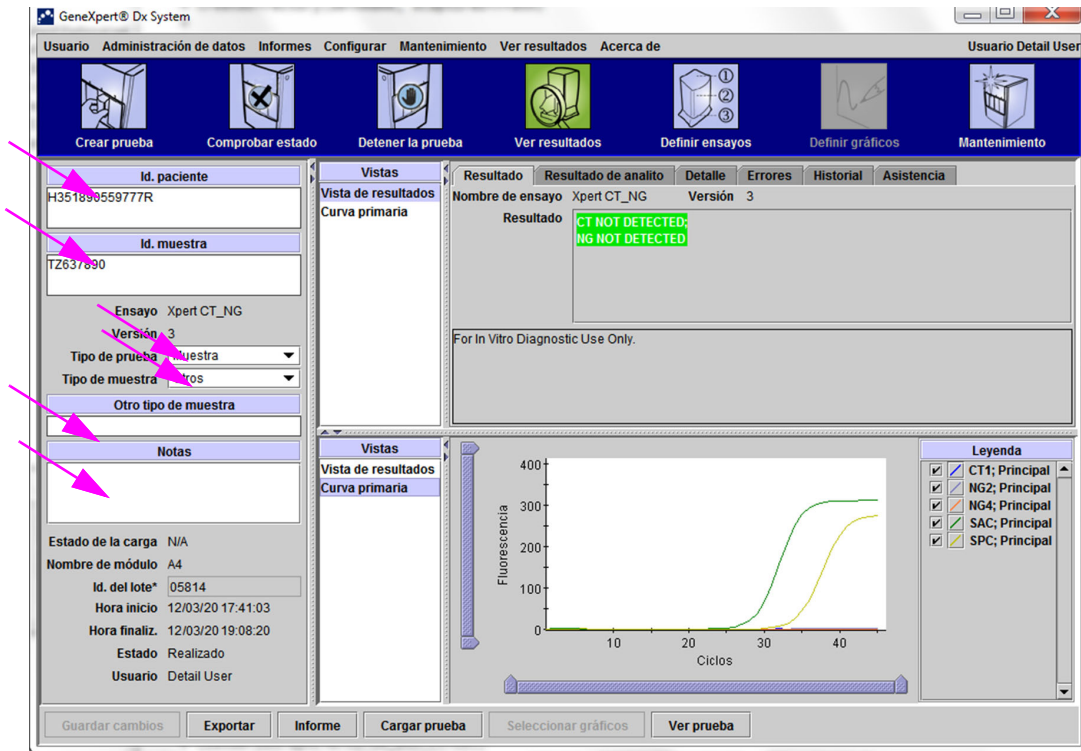 GeneXpert® Dx System
Usuario Administración de datos Informes Configurar Mantenimiento Ver resultados Acerca de Usuario Detail User
Crear prueba Comprobar estado Detener la prueba Ver resultados Definir ensayos Definir gráficos Mantenimiento
Id. paciente
H351890559777R
Id. muestra
TZ637890
Ensayo Xpert CT_NG
Versión 3
Tipo de prueba Muestra
Tipo de muestra Otros
Otro tipo de muestra
Notas
Estado de la carga N/A
Nombre de módulo A4
Id. del lote* 05814
Hora inicio 12/03/20 17:41:03
Hora finaliz. 12/03/20 19:08:20
Estado Realizado
Usuario Detail User
Vistas
Vista de resultados
Curva primaria
Resultado Resultado de analito Detalle Errores Historial Asistencia
Nombre de ensayo Xpert CT_NG Versión 3
Resultado CT NOT DETECTED;
NG NOT DETECTED
For In Vitro Diagnostic Use Only.
Vistas
Vista de resultados
Curva primaria
Fluorescencia
400
300
200
100
0
10 20 30 40
Ciclos
Leyenda
CT1; Principal
NG2; Principal
NG4; Principal
SAC; Principal
SPC; Principal
Guardar cambios Exportar Informe Cargar prueba Seleccionar gráficos Ver prueba